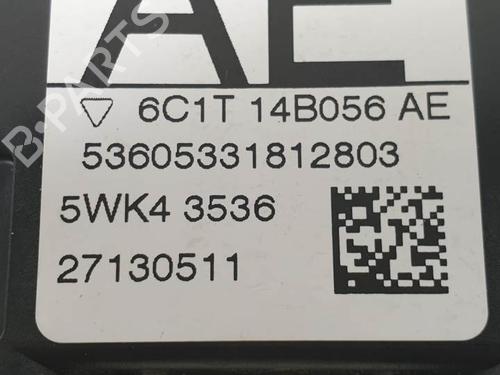 AE
6C1T 14B056 AE
53605331812803
5WK4 3536
27130511
B-PARTS